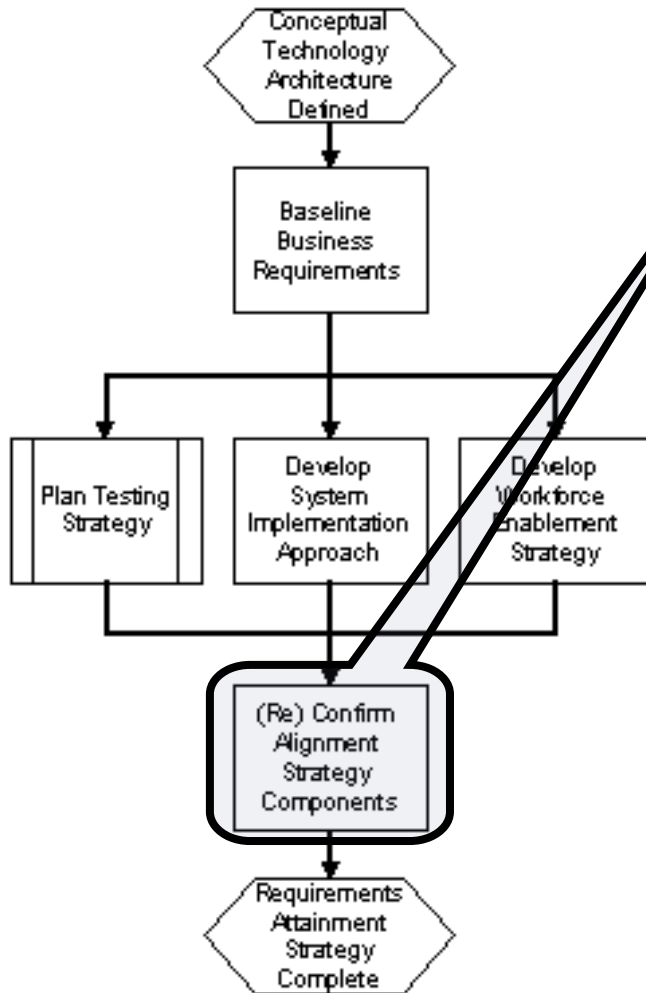 Conceptual
Technology
Architecture
Defined
Baseline
Business
Requirements
Plan Testing
Strategy
Develop
System
Implementation
Approach
Develop
Workforce
Enablement
Strategy
(Re) Confirm
Alignment
Strategy
Components
Requirements
Attainment
Strategy
Complete